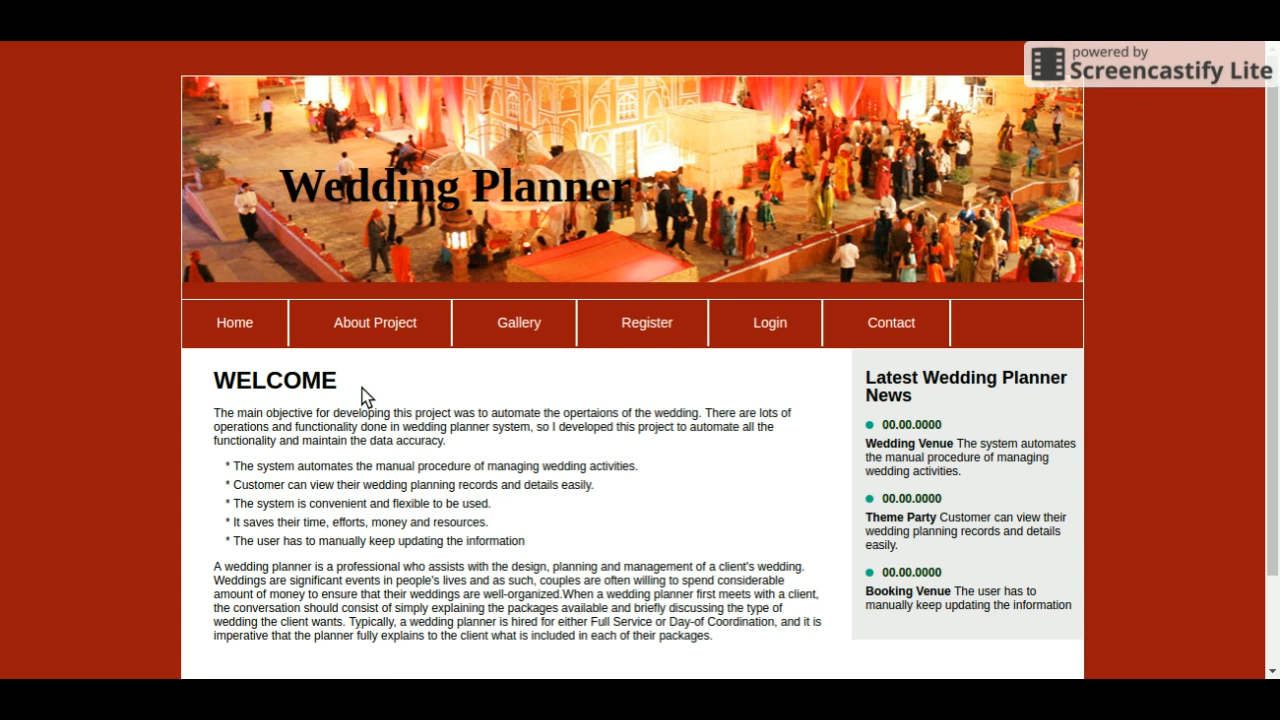 powered by
Screencastify Lite
Wedding Planner
Home
About Project
Gallery
Register
Login
Contact
WELCOME
The main objective for developing this project was to automate the opertaions of the wedding. There are lots of
operations and functionality done in wedding planner system, so I developed this project to automate all the
functionality and maintain the data accuracy.
* The system automates the manual procedure of managing wedding activities.
* Customer can view their wedding planning records and details easily.
* The system is convenient and flexible to be used.
* It saves their time, efforts, money and resources.
* The user has to manually keep updating the information
A wedding planner is a professional who assists with the design, planning and management of a client's wedding.
Weddings are significant events in people's lives and as such, couples are often willing to spend considerable
amount of money to ensure that their weddings are well-organized.When a wedding planner first meets with a client,
the conversation should consist of simply explaining the packages available and briefly discussing the type of
wedding the client wants. Typically, a wedding planner is hired for either Full Service or Day-of Coordination, and it is
imperative that the planner fully explains to the client what is included in each of their packages.
Latest Wedding Planner
News
00.00.0000
Wedding Venue The system automates
the manual procedure of managing
wedding activities.
00.00.0000
Theme Party Customer can view their
wedding planning records and details
easily.
00.00.0000
Booking Venue The user has to
manually keep updating the information